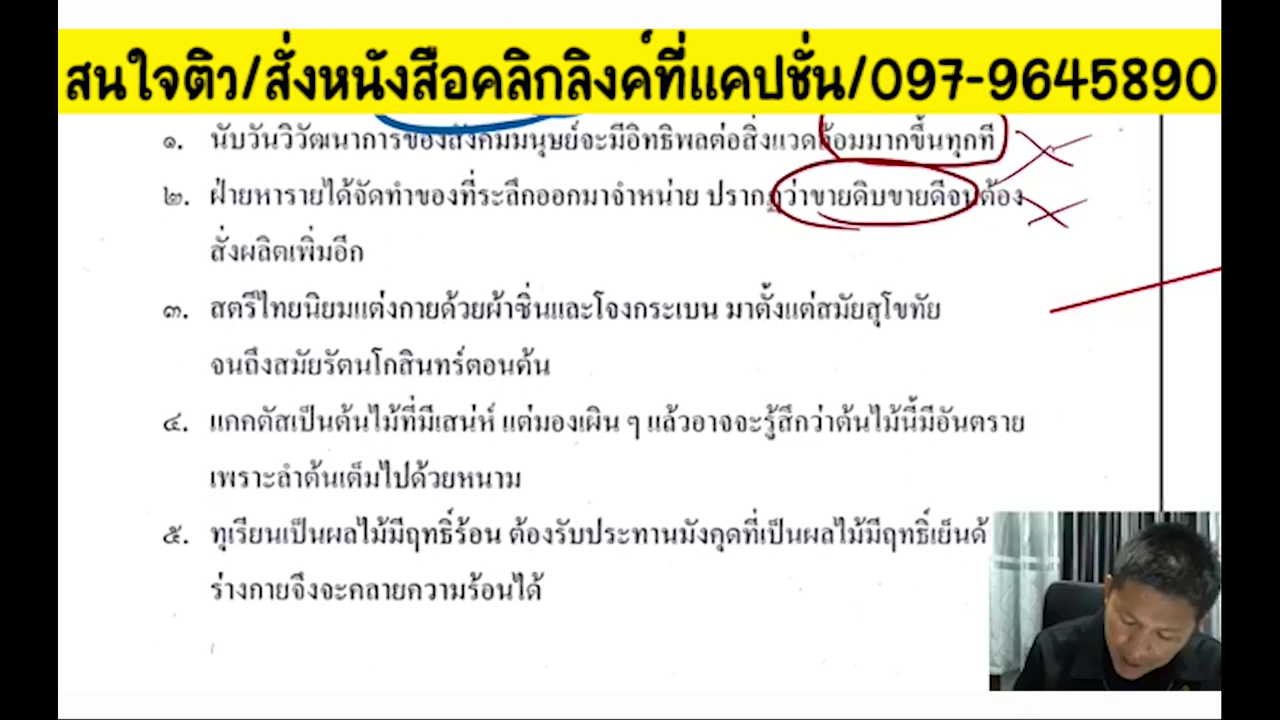 สนใจติว/สั่งหนังสือคลิกลิงค์ที่แคปชั่น/097-9645890
๑. นับวันวิวัฒนาการของสังคมมนุษย์จะมีอิทธิพลต่อสิ่งแวดล้อมมากขึ้นทุกที
๒. ฝ่ายหารายได้จัดทำของที่ระลึกออกมาจำหน่าย ปรากฏว่าขายดิบขายดีจนต้อง
สั่งผลิตเพิ่มอีก
๓. สตรีไทยนิยมแต่งกายด้วยผ้าซิ่นและโจงกระเบน มาตั้งแต่สมัยสุโขทัย
จนถึงสมัยรัตนโกสินทร์ตอนต้น
๔. แคคตัสเป็นต้นไม้ที่มีเสน่ห์ แต่มองเผิน ๆ แล้วอาจจะรู้สึกว่าต้นไม้นี้มีอันตราย
เพราะลำต้นเต็มไปด้วยหนาม
๕. ทุเรียนเป็นผลไม้มีฤทธิ์ร้อน ต้องรับประทานมังคุดที่เป็นผลไม้มีฤทธิ์เย็นด้
ร่างกายจึงจะคลายความร้อนได้